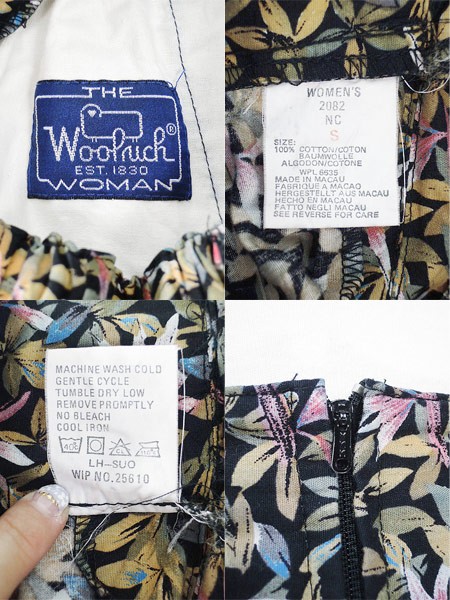 THE
Woolrich®
EST. 1830
WOMAN
WOMEN'S
2082
NC
S
SIZE:
100% COTTON/COTON
BAUMWOLLE
ALGODON/COTONE
WPL 6635
MADE IN MACAU
FABRIQUE A MACAO
HERGESTELLT AUS MACAU
HECHO EN MACAU
FATTO NEGLI MACAU
SEE REVERSE FOR CARE
MACHINE WASH COLD
GENTLE CYCLE
TUMBLE DRY LOW
REMOVE PROMPTLY
NO BLEACH
COOL IRON
LH-SUO
WIP NO.25610